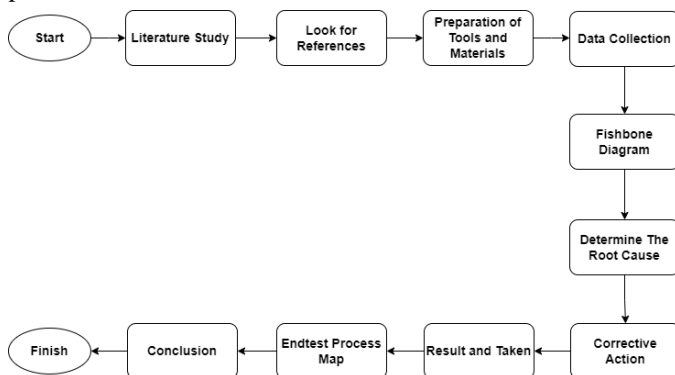 Start
Literature Study
Look for
References
Preparation of
Tools and
Materials
Data Collection
Fishbone
Diagram
Determine The
Root Cause
Corrective
Action
Result and Taken
Endtest Process
Map
Conclusion
Finish